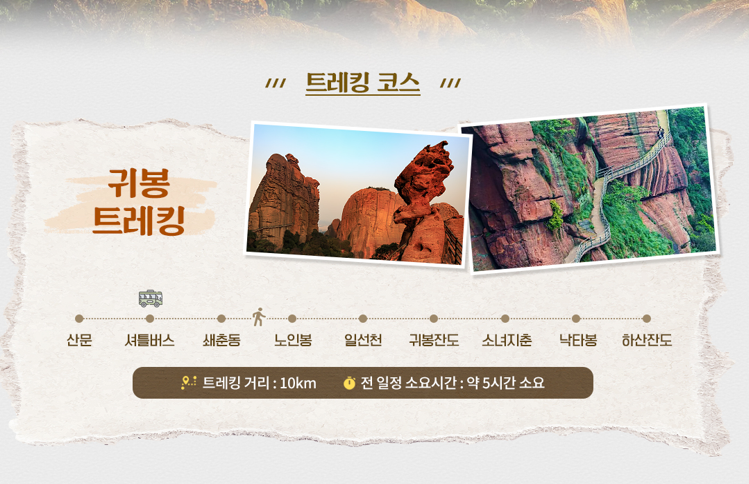 트레킹 코스
귀봉
트레킹
산문 셔틀버스 쇄춘동 노인봉 일선천 귀봉잔도 소녀지춘 낙타봉 하산잔도
트레킹 거리 : 10km 전 일정 소요시간 : 약 5시간 소요